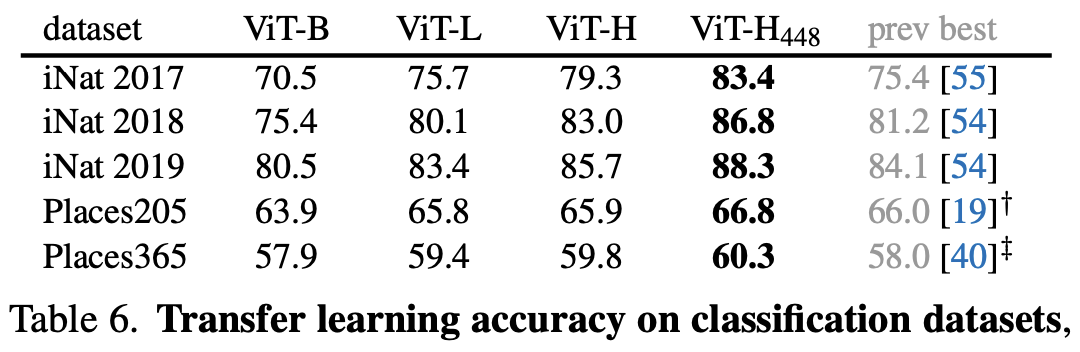 dataset ViT-B ViT-L ViT-H ViT-H₄₄₈ prev best
iNat 2017 70.5 75.7 79.3 83.4 75.4 [55]
iNat 2018 75.4 80.1 83.0 86.8 81.2 [54]
iNat 2019 80.5 83.4 85.7 88.3 84.1 [54]
Places205 63.9 65.8 65.9 66.8 66.0 [19]†
Places365 57.9 59.4 59.8 60.3 58.0 [40]‡
Table 6. Transfer learning accuracy on classification datasets,